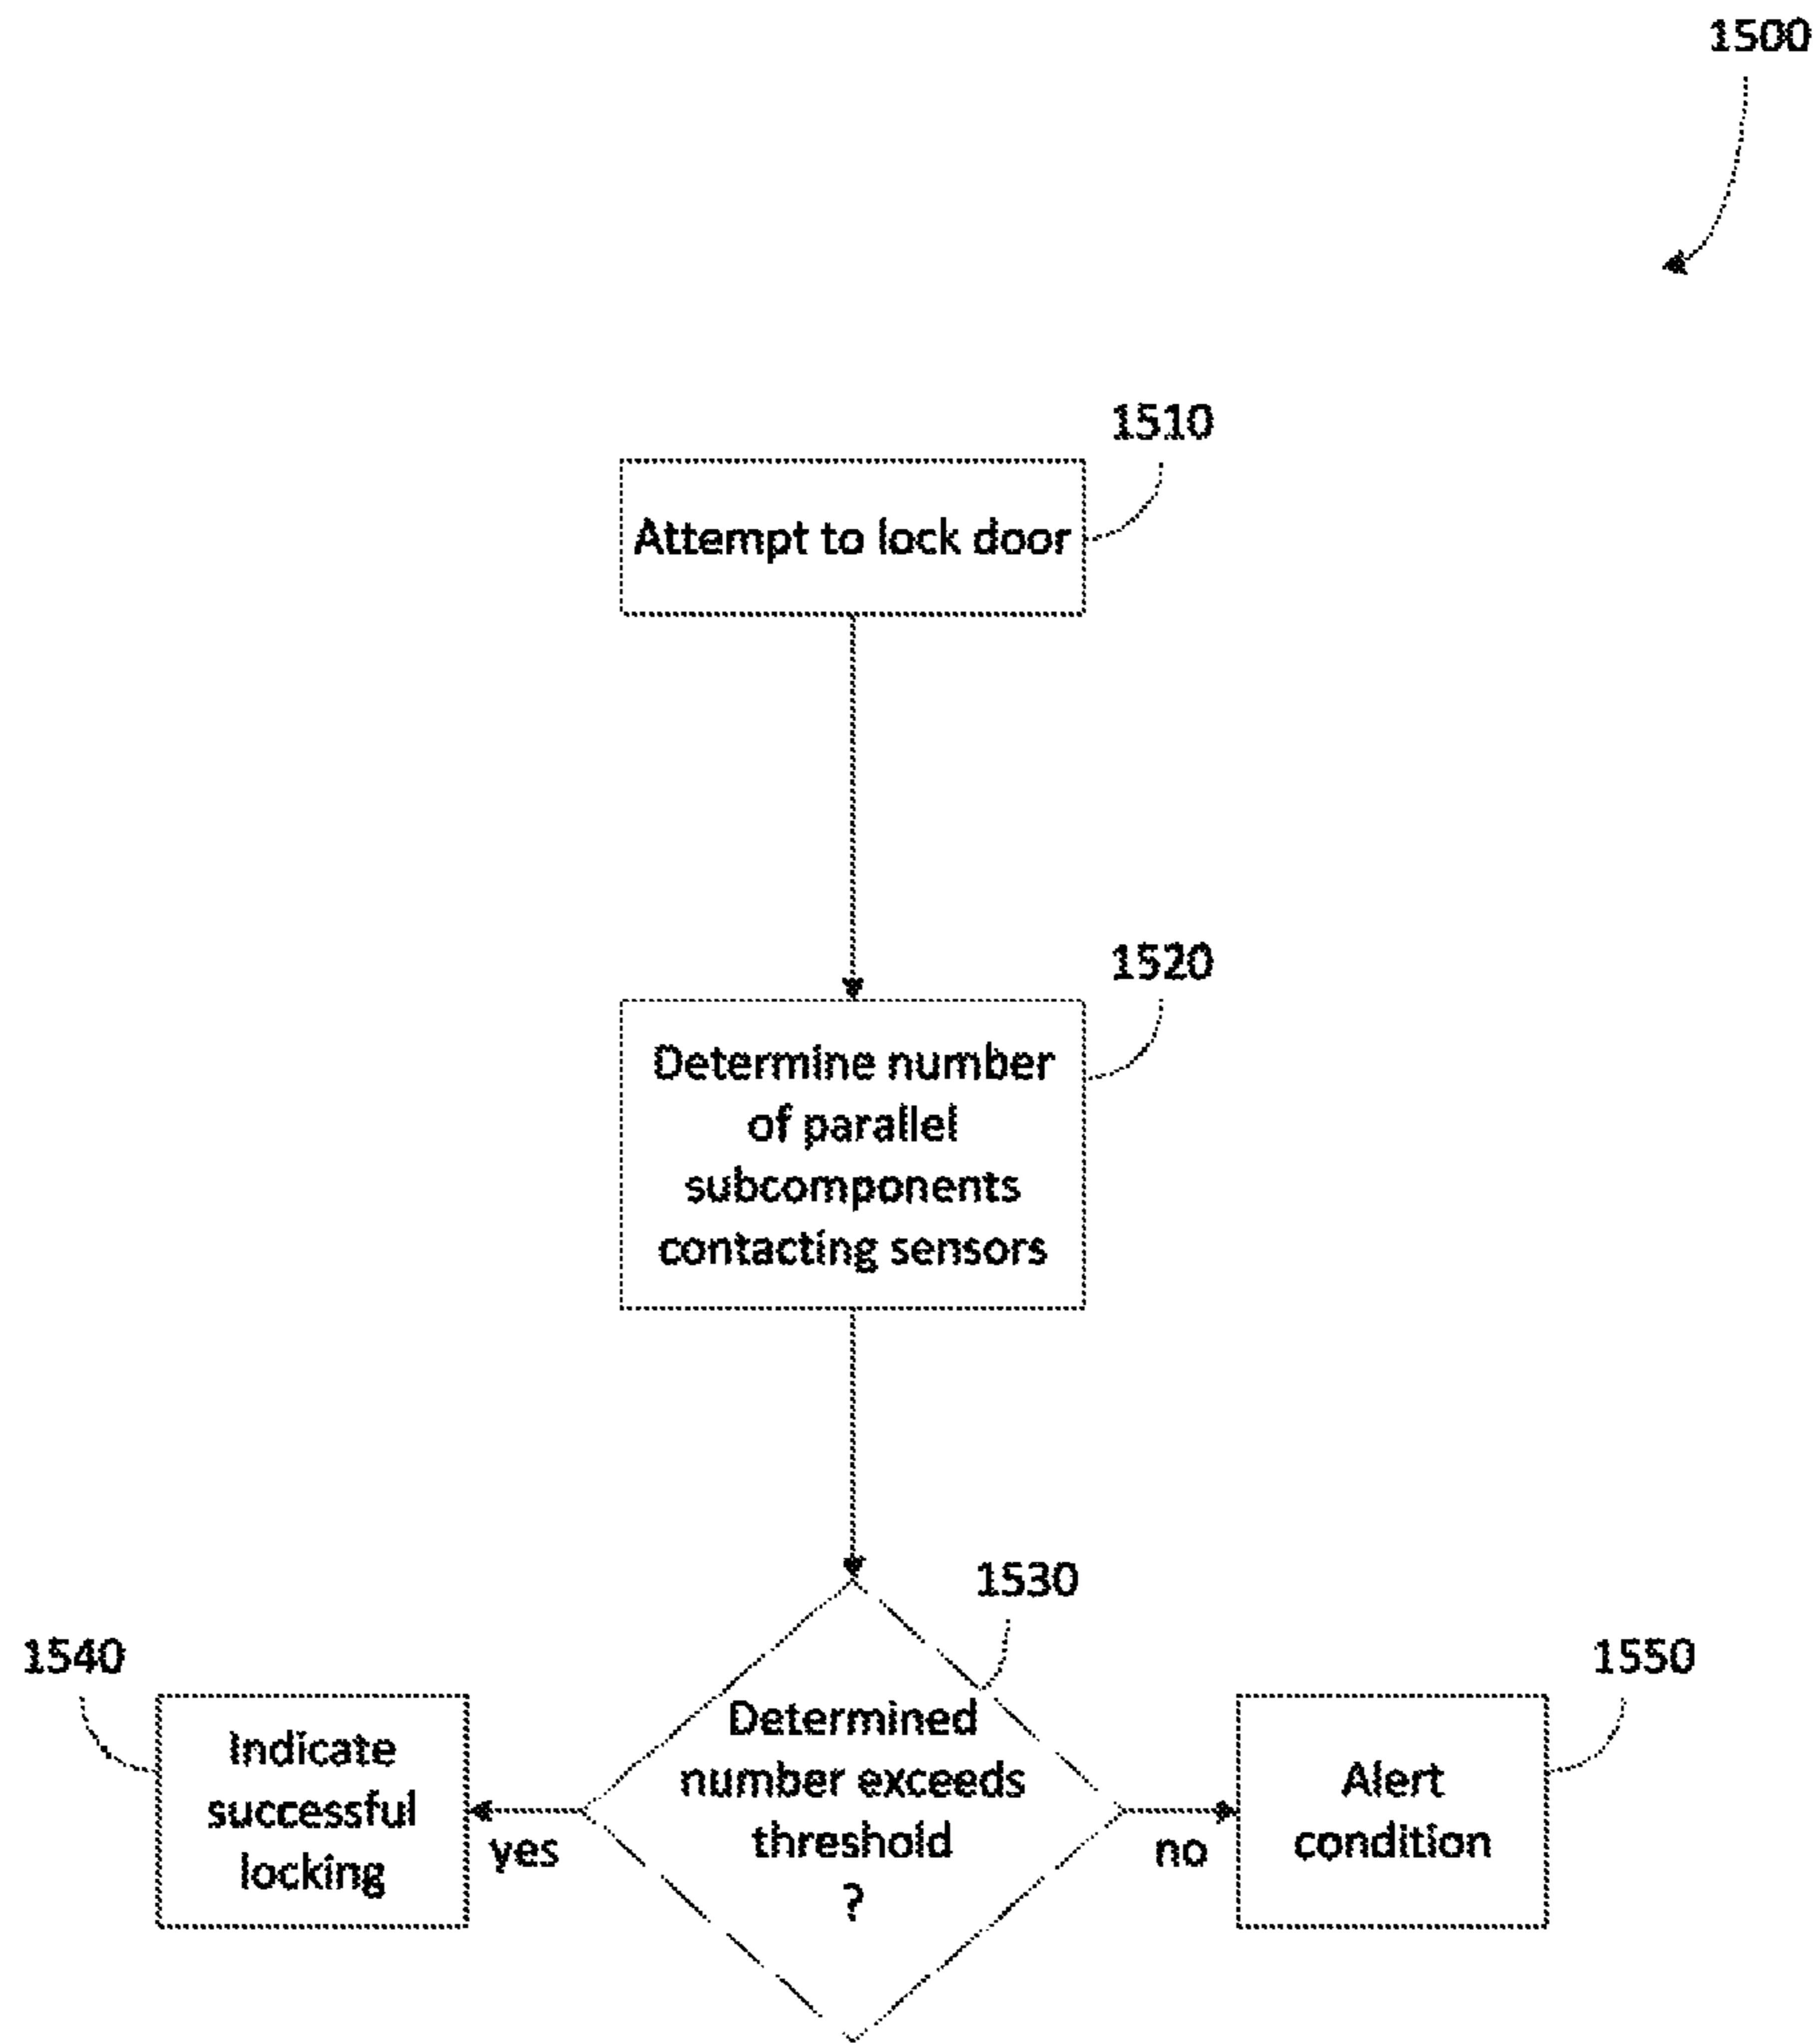 1500
1510
Attempt to lock door
1520
Determine number
of parallel
subcomponents
contacting sensors
1530
1540
1550
Determined
number exceeds
threshold
?
Indicate
successful
locking
yes
no
Alert
condition